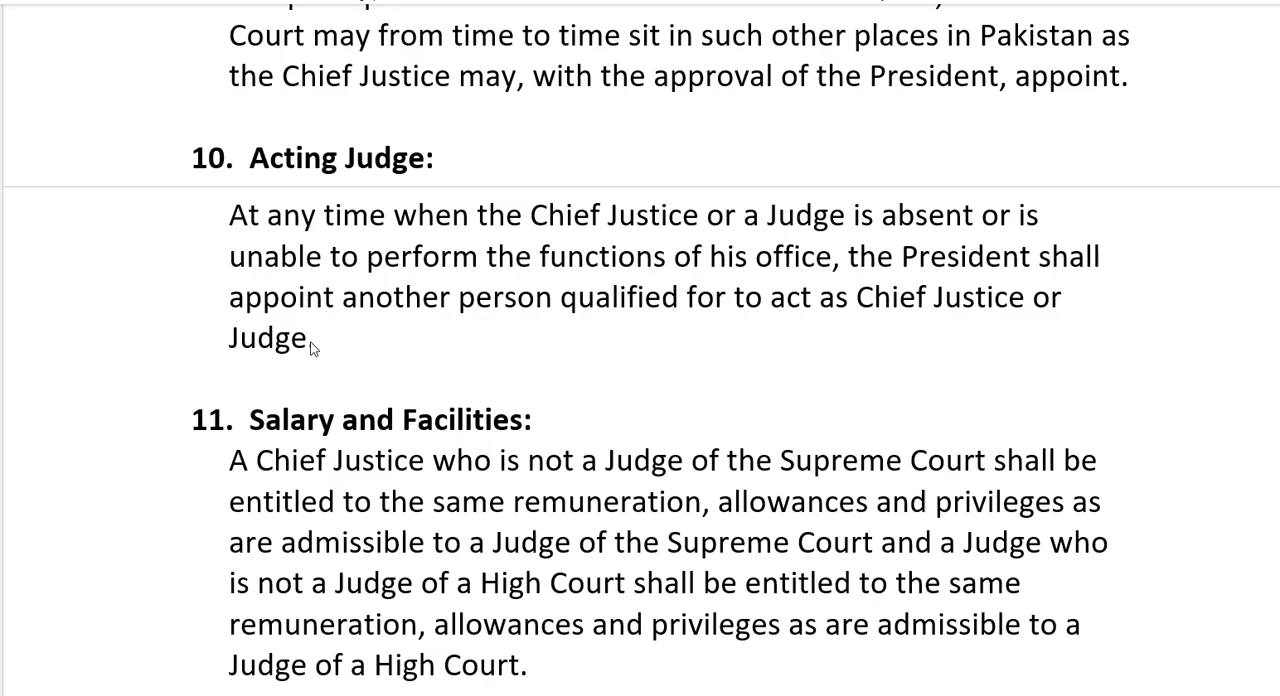 Court may from time to time sit in such other places in Pakistan as
the Chief Justice may, with the approval of the President, appoint.
10. Acting Judge:
At any time when the Chief Justice or a Judge is absent or is
unable to perform the functions of his office, the President shall
appoint another person qualified for to act as Chief Justice or
Judge.
11. Salary and Facilities:
A Chief Justice who is not a Judge of the Supreme Court shall be
entitled to the same remuneration, allowances and privileges as
are admissible to a Judge of the Supreme Court and a Judge who
is not a Judge of a High Court shall be entitled to the same
remuneration, allowances and privileges as are admissible to a
Judge of a High Court.